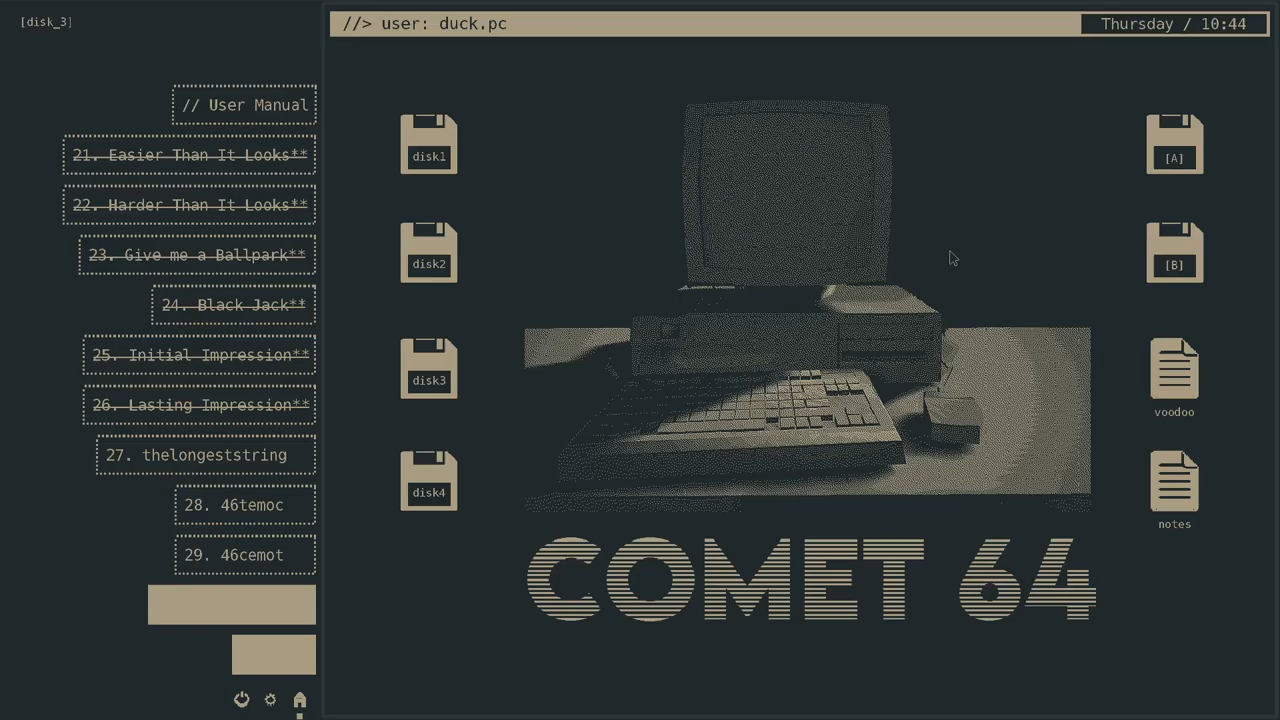 [disk_3]
//> user: duck.pc
Thursday / 10:44
// User Manual
21. Easier Than It Looks**
22. Harder Than It Looks**
23. Give me a Ballpark**
24. Black Jack**
25. Initial Impression**
26. Lasting Impression**
27. thelongeststring
28. 46temoc
29. 46cemot
disk1
disk2
disk3
disk4
[A]
[B]
voodoo
notes
COMET 64